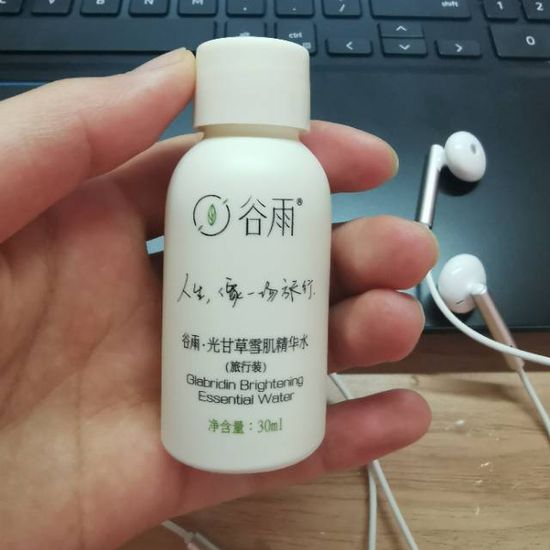 谷雨®
人生,像一场旅行.
谷雨·光甘草雪肌精华水
(旅行装)
Glabridin Brightening
Essential Water
净含量:30ml